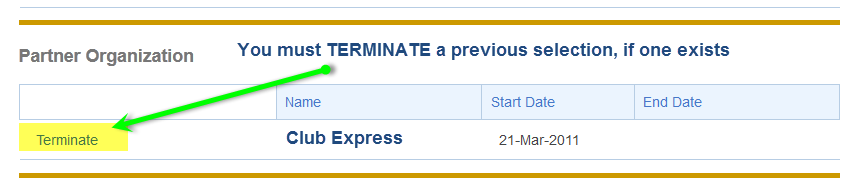 Partner Organization
You must TERMINATE a previous selection, if one exists
Name Start Date End Date
Terminate Club Express 21-Mar-2011